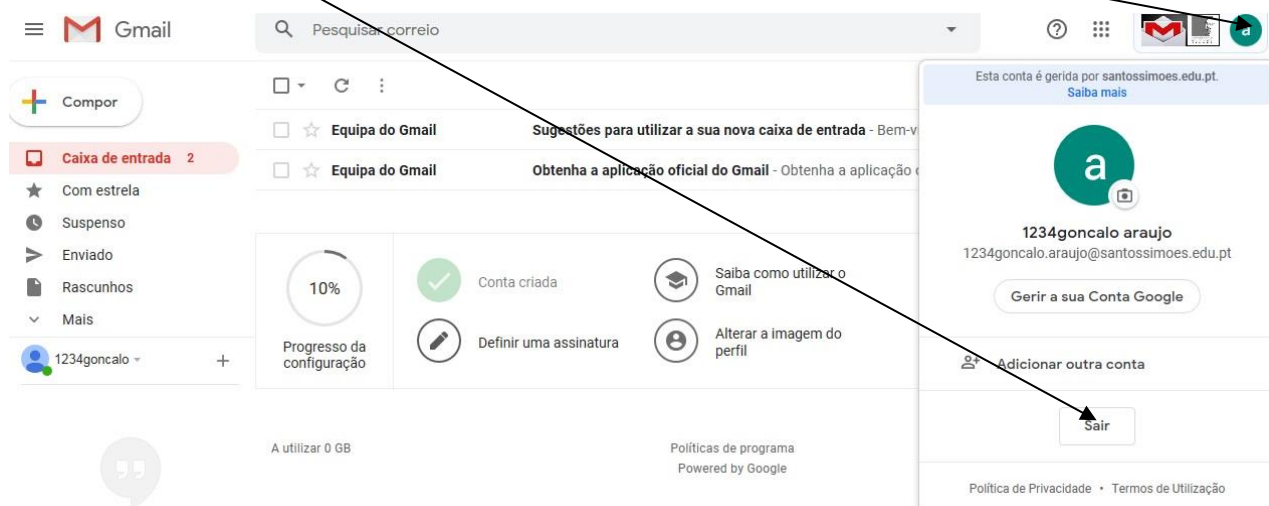 Gmail
Pesquisar correio
a
Compor
Caixa de entrada 2
Com estrela
Suspenso
Enviado
Rascunhos
Mais
1234goncalo
Equipa do Gmail Sugestões para utilizar a sua nova caixa de entrada - Bem-v
Equipa do Gmail Obtenha a aplicação oficial do Gmail - Obtenha a aplicação
10%
Progresso da
configuração
Conta criada
Definir uma assinatura
Saiba como utilizar o
Gmail
Alterar a imagem do
perfil
A utilizar 0 GB
Políticas de programa
Powered by Google
Esta conta é gerida por santossimoes.edu.pt.
Saiba mais
a
1234goncalo araujo
1234goncalo.araujo@santossimoes.edu.pt
Gerir a sua Conta Google
Adicionar outra conta
Sair
Política de Privacidade • Termos de Utilização